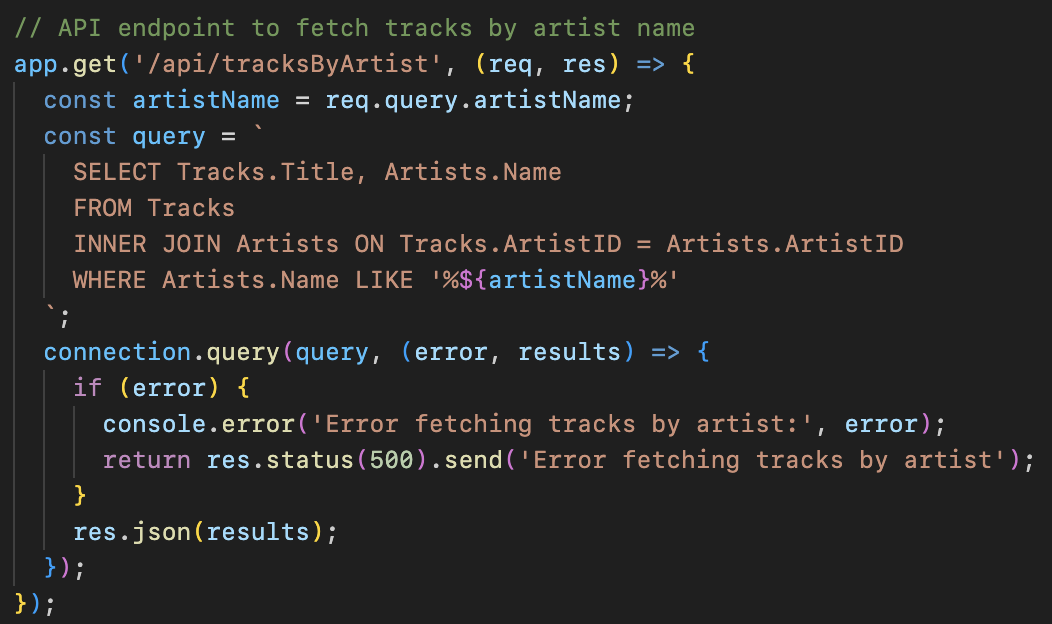 // API endpoint to fetch tracks by artist name
app.get('/api/tracksByArtist', (req, res) => {
  const artistName = req.query.artistName;
  const query = `
    SELECT Tracks.Title, Artists.Name
    FROM Tracks
    INNER JOIN Artists ON Tracks.ArtistID = Artists.ArtistID
    WHERE Artists.Name LIKE '%${artistName}%'
  `;
  connection.query(query, (error, results) => {
    if (error) {
      console.error('Error fetching tracks by artist:', error);
      return res.status(500).send('Error fetching tracks by artist');
    }
    res.json(results);
  });
});